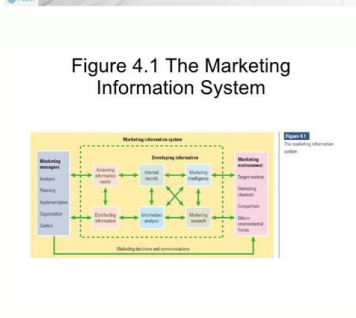 Figure 4.1 The Marketing
Information System
Marketing information system
Figure 4.1
The marketing information
system
Marketing
managers
Analysis
Planning
Implementation
Organization
Control
Developing information
Assessing
information
needs
Internal
records
Marketing
intelligence
Distributing
information
Information
analysis
Marketing
research
Marketing
environment
Target markets
Marketing
channels
Competitors
Macro-
environmental
forces
Marketing decisions and communications